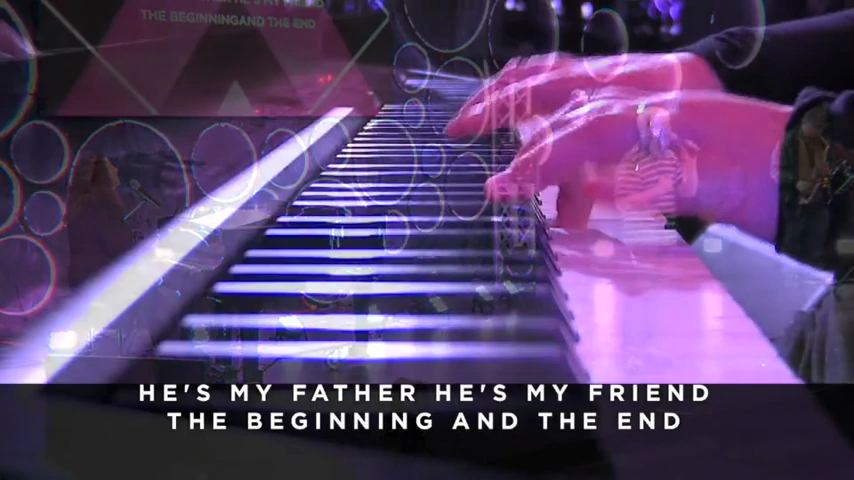 THE BEGINNINGAND THE END
HE'S MY FATHER HE'S MY FRIEND
THE BEGINNING AND THE END